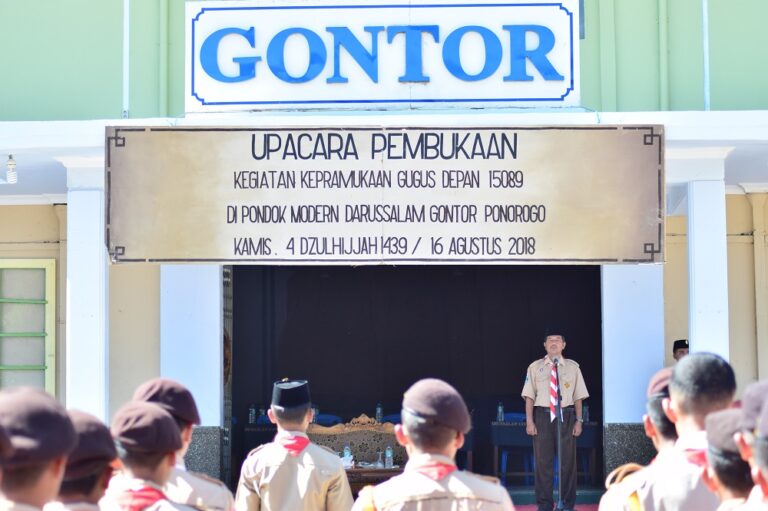 GONTOR
UPACARA PEMBUKAAN
KEGIATAN KEPRAMUKAAN GUGUS DEPAN 15089
DI PONDOK MODERN DARUSSALAM GONTOR PONOROGO
KAMIS . 4 DZULHIJJAH 1439 / 16 AGUSTUS 2018